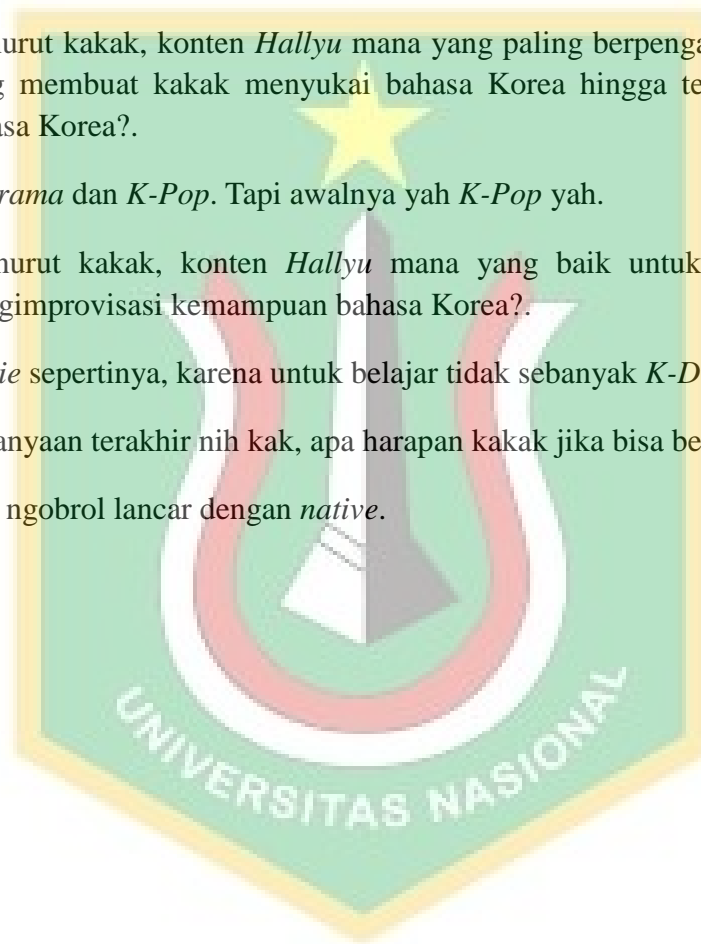 urut kakak, konten Hallyu mana yang paling berpenga
g membuat kakak menyukai bahasa Korea hingga te
asa Korea?.
rama dan K-Pop. Tapi awalnya yah K-Pop yah.
nurut kakak, konten Hallyu mana yang baik untuk
gimprovisasi kemampuan bahasa Korea?.
ie sepertinya, karena untuk belajar tidak sebanyak K-D
anyaan terakhir nih kak, apa harapan kakak jika bisa be
ngobrol lancar dengan native.
UNIVERSITAS NASIONAL